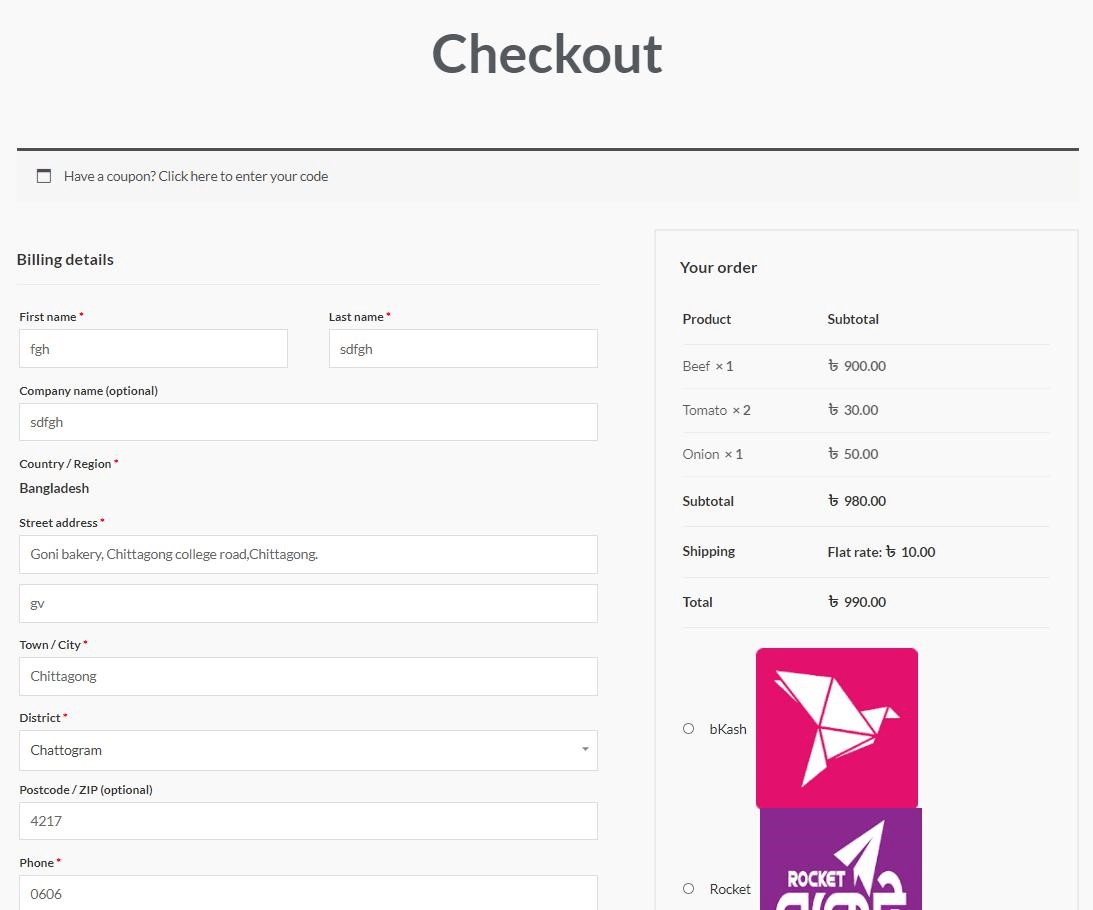 Checkout
Have a coupon? Click here to enter your code
Billing details
First name *
Last name *
fgh
sdfgh
Company name (optional)
sdfgh
Country / Region *
Bangladesh
Street address *
Goni bakery, Chittagong college road,Chittagong.
gv
Town / City *
Chittagong
District *
Chattogram
Postcode / ZIP (optional)
4217
Phone *
0606
Your order
Product Subtotal
Beef × 1 ৳ 900.00
Tomato × 2 ৳ 30.00
Onion × 1 ৳ 50.00
Subtotal ৳ 980.00
Shipping Flat rate: ৳ 10.00
Total ৳ 990.00
bKash
Rocket
ROCKET